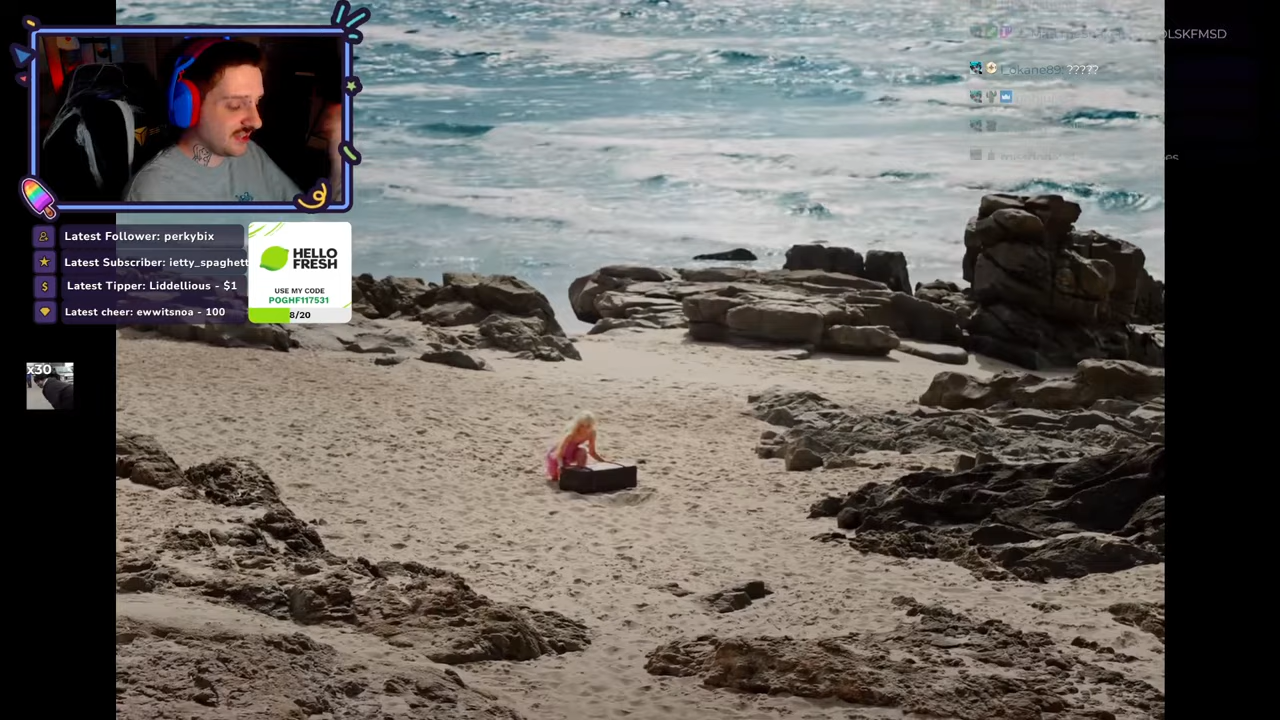 Latest Follower: perkybix
Latest Subscriber: ietty_spaghett
Latest Tipper: Liddellious - $1
Latest cheer: ewwitsnoa - 100
HELLO
FRESH
USE MY CODE
POGHF117531
8/20
x30
OLSKFMSD
Lokane89: ?????